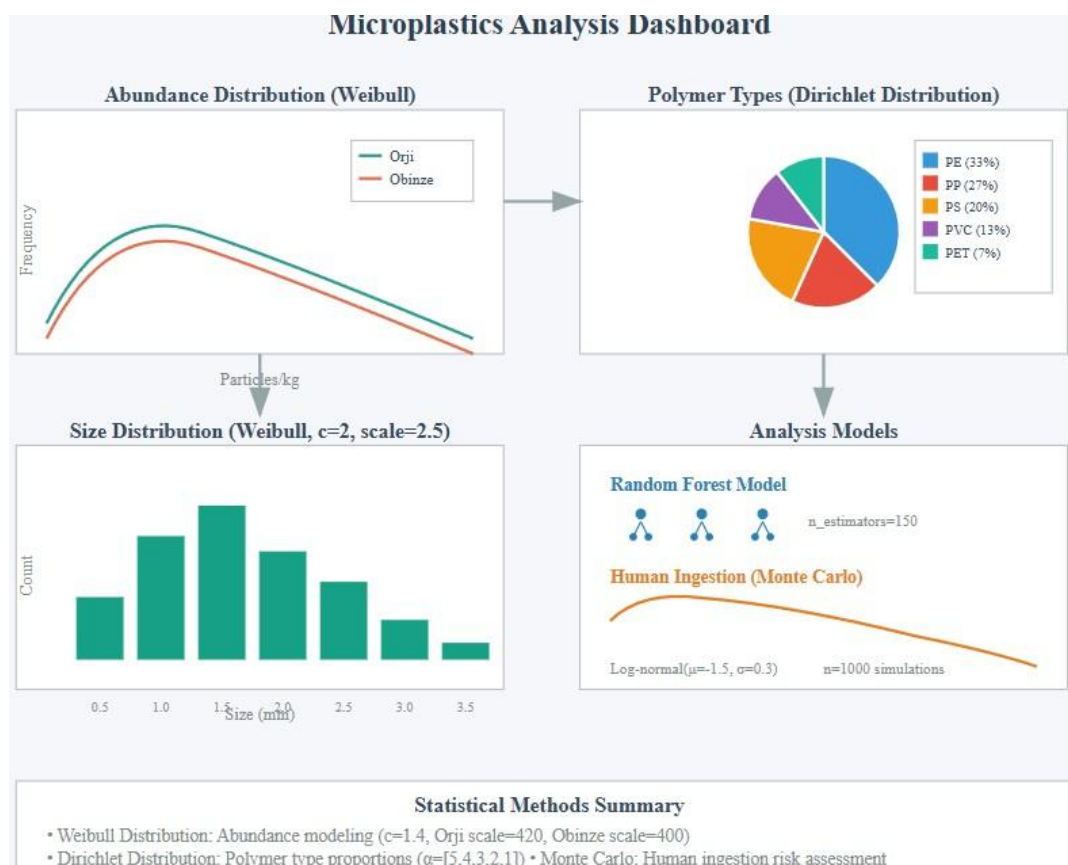 Microplastics Analysis Dashboard
Abundance Distribution (Weibull)
Orji
Obinze
Frequency
Particles/kg
Polymer Types (Dirichlet Distribution)
PE (33%)
PP (27%)
PS (20%)
PVC (13%)
PET (7%)
Size Distribution (Weibull, c=2, scale=2.5)
Count
0.5 1.0 1.5 2.0 2.5 3.0 3.5
Size (mm)
Analysis Models
Random Forest Model
n_estimators=150
Human Ingestion (Monte Carlo)
Log-normal(μ=-1.5, σ=0.3) n=1000 simulations
Statistical Methods Summary
• Weibull Distribution: Abundance modeling (c=1.4, Orji scale=420, Obinze scale=400)
• Dirichlet Distribution: Polymer type proportions (α=[5,4,3,2,1]) • Monte Carlo: Human ingestion risk assessment